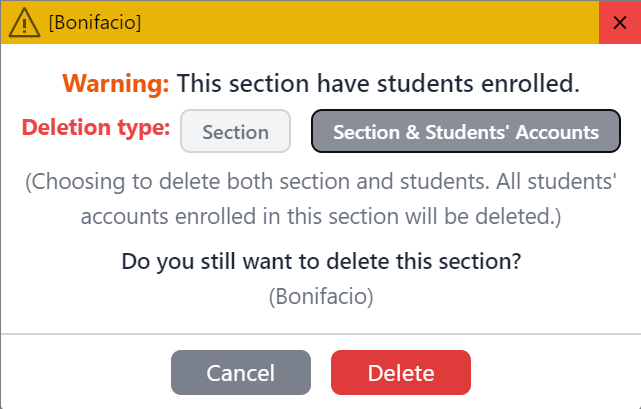 [Bonifacio]
Warning: This section have students enrolled.
Deletion type: Section Section & Students' Accounts
(Choosing to delete both section and students. All students'
accounts enrolled in this section will be deleted.)
Do you still want to delete this section?
(Bonifacio)
Cancel Delete